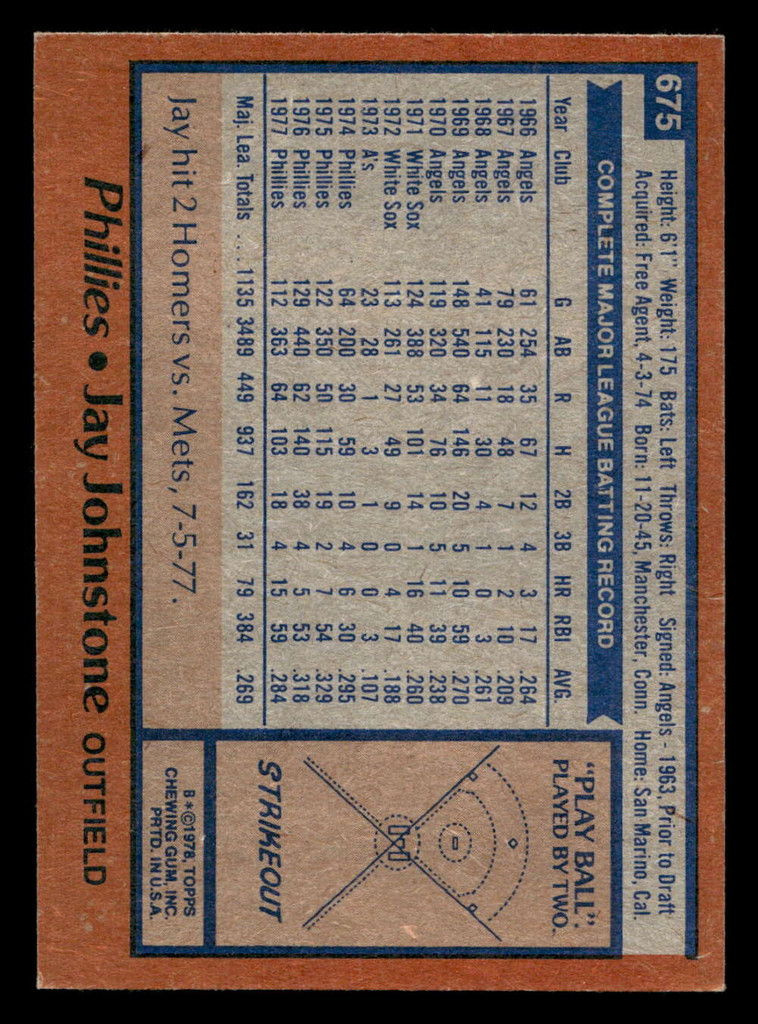 675
Height: 6'1" Weight: 175 Bats: Left Throws: Right Signed: Angels - 1963, Prior to Draft
Acquired: Free Agent, 4-3-74 Born: 11-20-45, Manchester, Conn. Home: San Marino, Cal.
COMPLETE MAJOR LEAGUE BATTING RECORD
Year Club G AB R H 2B 3B HR RBI AVG.
1966 Angels 61 254 35 67 12 4 3 17 .264
1967 Angels 79 230 18 48 7 1 2 10 .209
1968 Angels 41 115 11 30 4 1 0 3 .261
1969 Angels 148 540 64 146 20 5 10 59 .270
1970 Angels 119 320 34 76 10 5 11 39 .238
1971 White Sox 124 388 53 101 14 1 16 40 .260
1972 White Sox 113 261 27 49 9 0 4 17 .188
1973 A's 23 28 1 3 1 0 0 3 .107
1974 Phillies 64 200 30 59 10 4 6 30 .295
1975 Phillies 122 350 50 115 19 2 7 54 .329
1976 Phillies 129 440 62 140 38 4 5 53 .318
1977 Phillies 112 363 64 103 18 4 15 59 .284
Maj. Lea. Totals .... 1135 3489 449 937 162 31 79 384 .269
Jay hit 2 Homers vs. Mets, 7-5-77.
"PLAY BALL".
PLAYED BY TWO.
STRIKEOUT
B*©1978, TOPPS
CHEWING GUM, INC.
PRTD. IN U.S.A.
Phillies • Jay Johnstone OUTFIELD